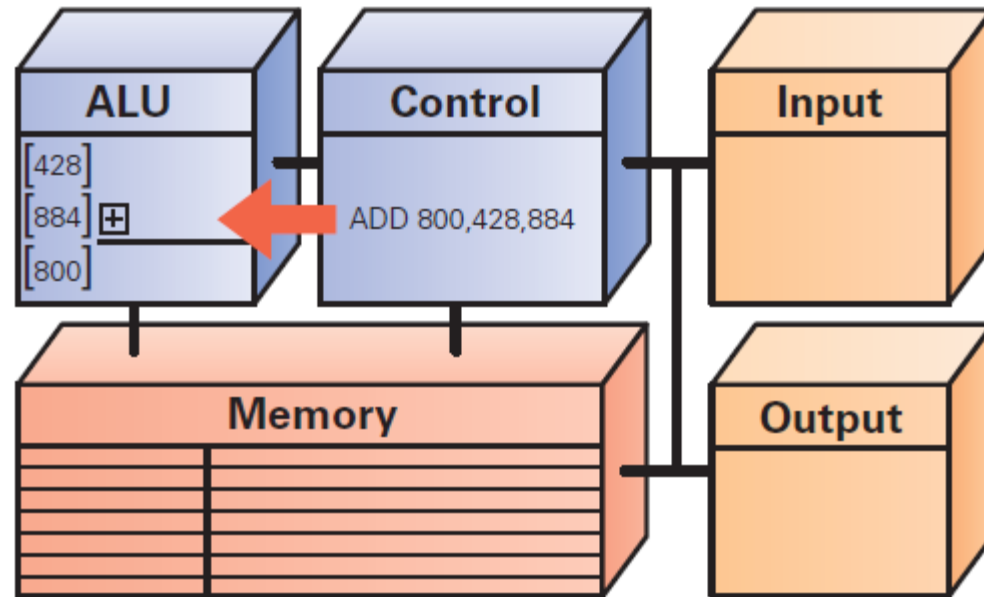 ALU
[428]
[884] +
[800]
Control
ADD 800,428,884
Input
Memory
Output